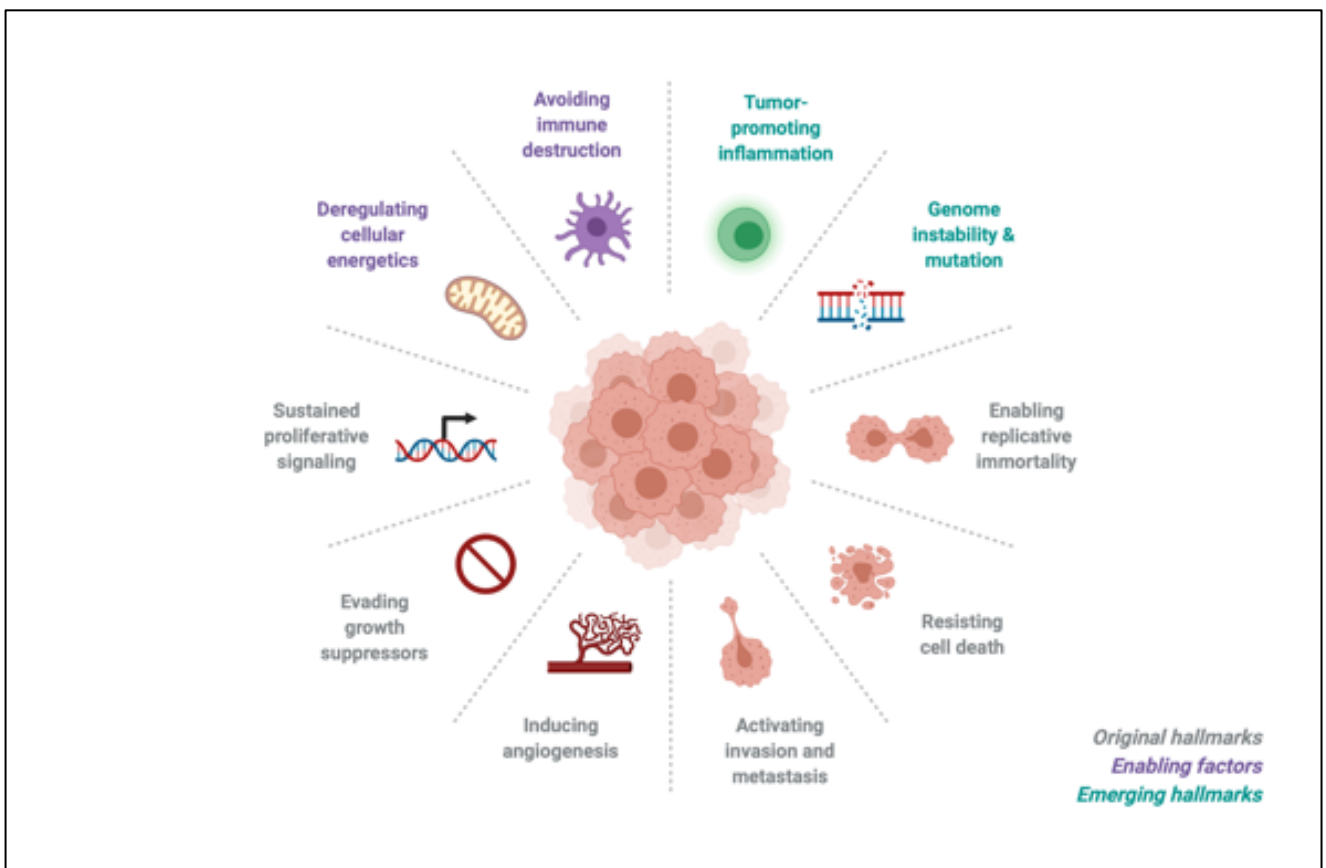 Avoiding
immune
destruction
Tumor-
promoting
inflammation
Deregulating
cellular
energetics
Genome
instability &
mutation
Sustained
proliferative
signaling
Enabling
replicative
immortality
Evading
growth
suppressors
Resisting
cell death
Inducing
angiogenesis
Activating
invasion and
metastasis
Original hallmarks
Enabling factors
Emerging hallmarks